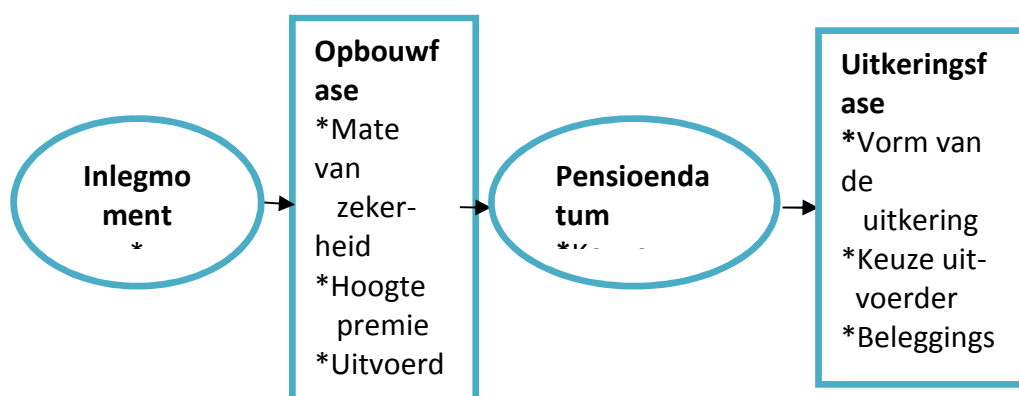 Inlegmo
ment
*
Opbouwf
ase
*Mate
van
zeker-
heid
*Hoogte
premie
*Uitvoerd
Pensioenda
tum
Uitkeringsf
ase
*Vorm van
de
uitkering
*Keuze uit-
voerder
*Beleggings